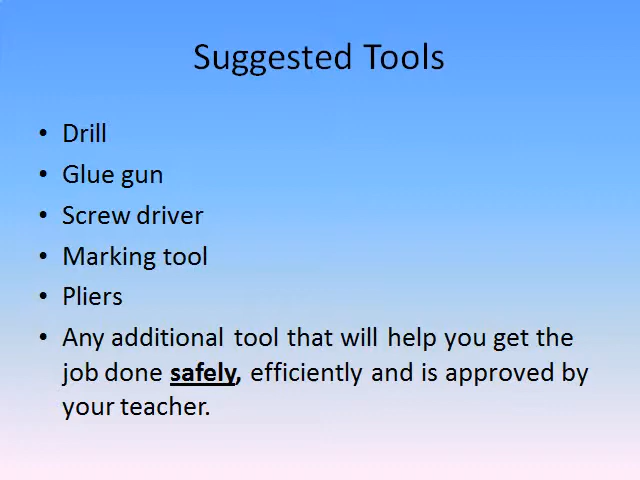 Suggested Tools
• Drill
• Glue gun
• Screw driver
• Marking tool
• Pliers
• Any additional tool that will help you get the
job done safely, efficiently and is approved by
your teacher.